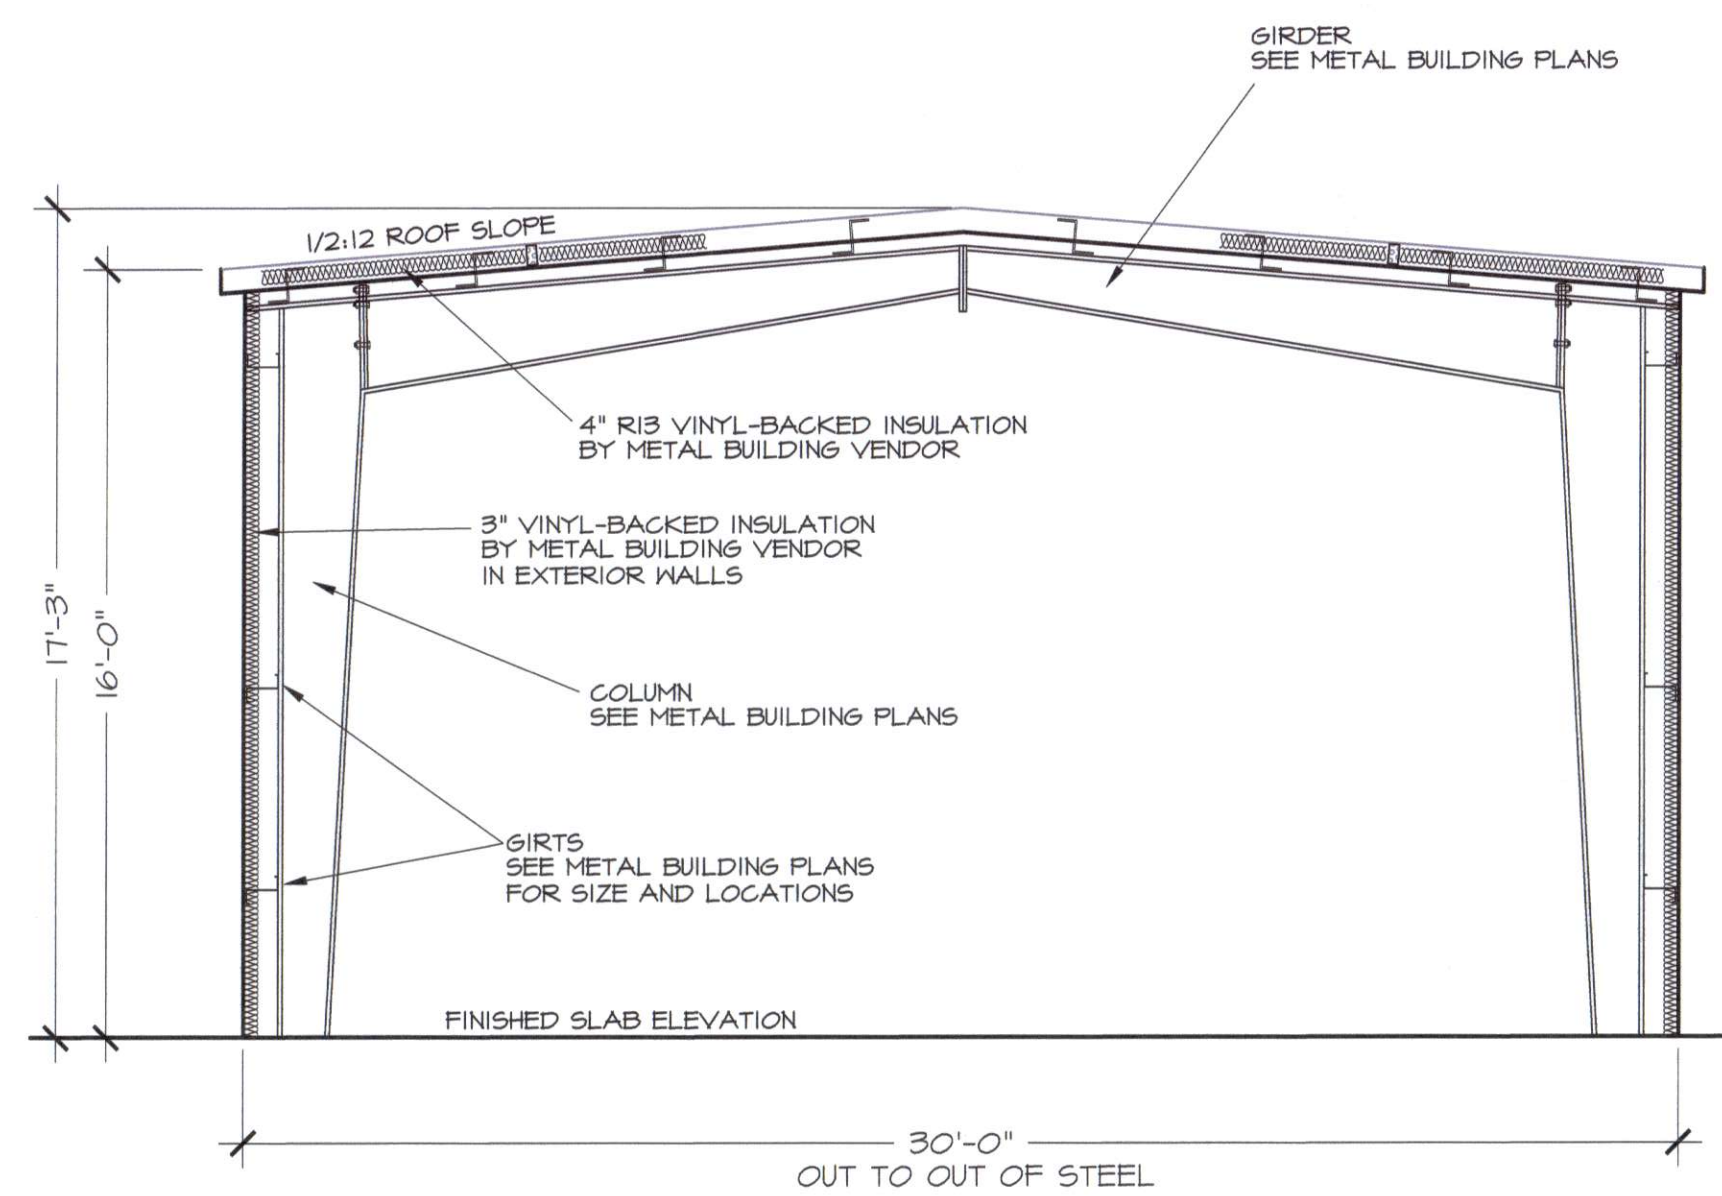 GIRDER
SEE METAL BUILDING PLANS
1/2:12 ROOF SLOPE
4" R13 VINYL-BACKED INSULATION
BY METAL BUILDING VENDOR
3" VINYL-BACKED INSULATION
BY METAL BUILDING VENDOR
IN EXTERIOR WALLS
17'-3"
16'-0"
COLUMN
SEE METAL BUILDING PLANS
GIRTS
SEE METAL BUILDING PLANS
FOR SIZE AND LOCATIONS
FINISHED SLAB ELEVATION
30'-0"
OUT TO OUT OF STEEL